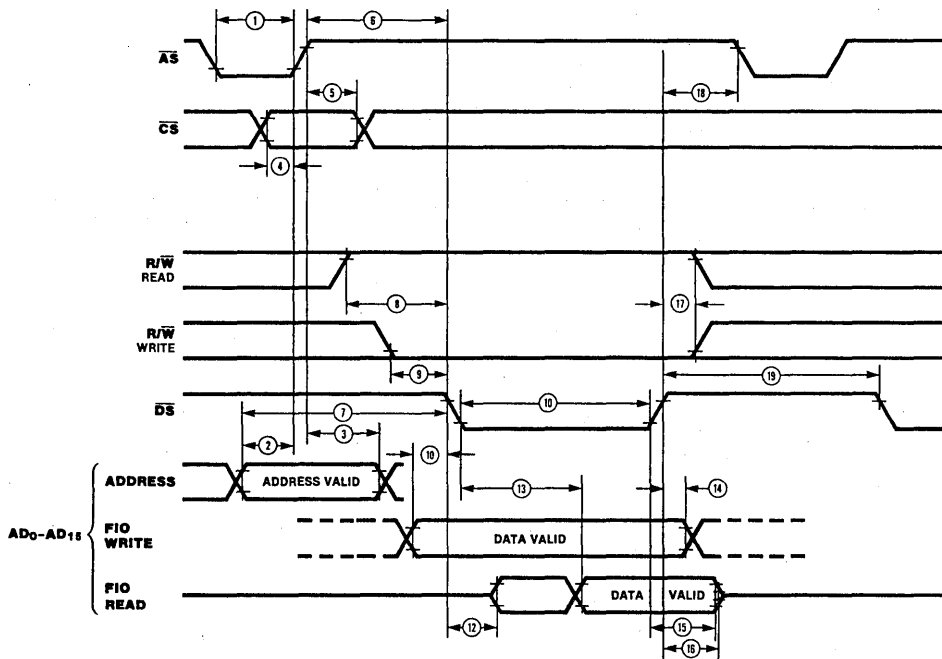 1 6
AS
5 18
CS
4
R/W
READ
8 17
R/W
WRITE
9 19
DS
7 10
2 3
10
ADDRESS ADDRESS VALID
13 14
AD0-AD15
FIO
WRITE DATA VALID
FIO
READ DATA VALID
12 15
16